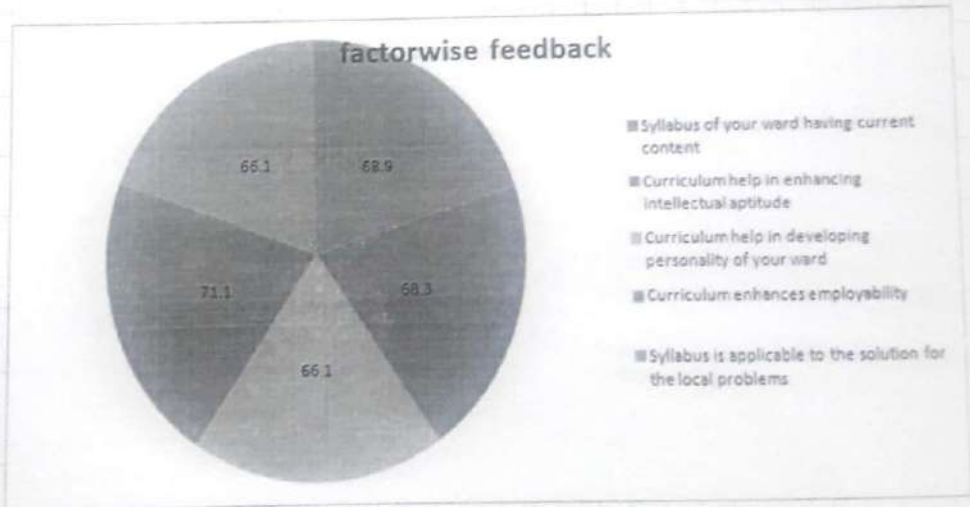 factorwise feedback
66.1
68.9
71.1
68.3
66.1
Syllabus of your ward having current
content
Curriculum help in enhancing
intellectual aptitude
Curriculum help in developing
personality of your ward
Curriculum enhances employability
Syllabus is applicable to the solution for
the local problems